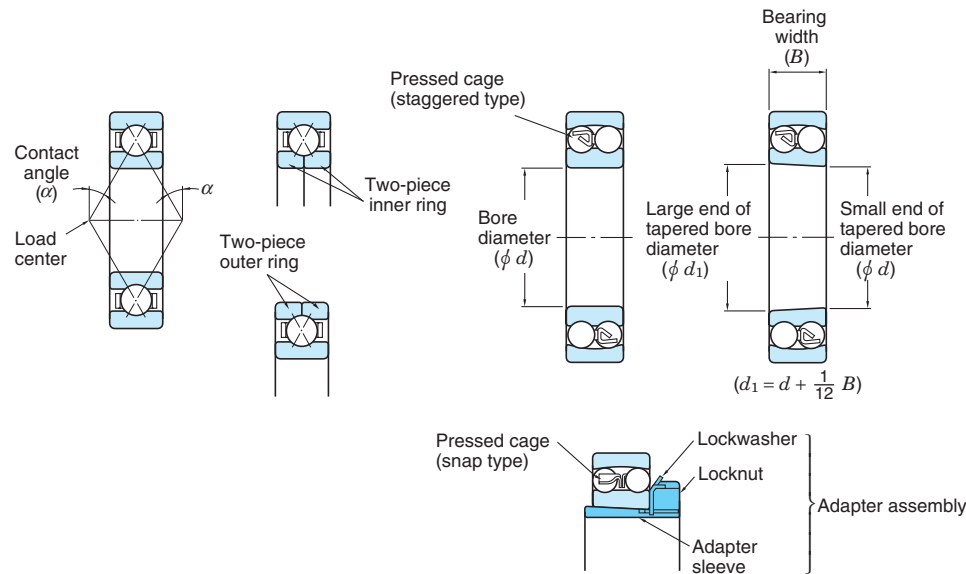 Bearing
width
(B)
Pressed cage
(staggered type)
Contact
angle
(α)
α
Two-piece
inner ring
Load
center
Two-piece
outer ring
Bore
diameter
(ϕ d)
Large end of
tapered bore
diameter
(ϕ d1)
Small end of
tapered bore
diameter
(ϕ d)
(d1 = d + 1/12 B)
Pressed cage
(snap type)
Lockwasher
Locknut
Adapter assembly
Adapter
sleeve